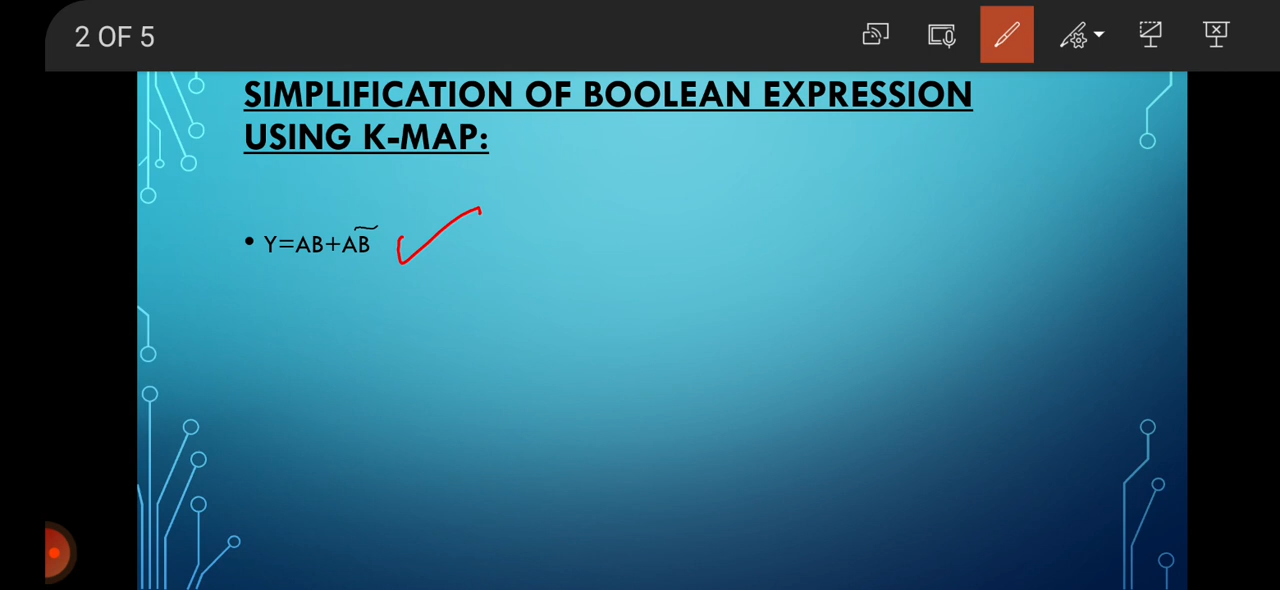 2 OF 5
SIMPLIFICATION OF BOOLEAN EXPRESSION
USING K-MAP:
• Y=AB+AB̃